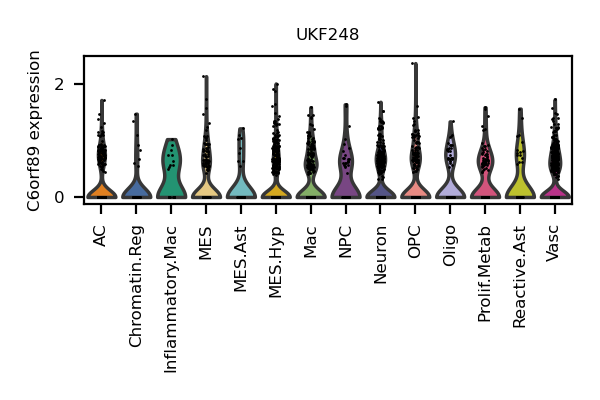 UKF248
C6orf89 expression
2
0
AC
Chromatin.Reg
Inflammatory.Mac
MES
MES.Ast
MES.Hyp
Mac
NPC
Neuron
OPC
Oligo
Prolif.Metab
Reactive.Ast
Vasc